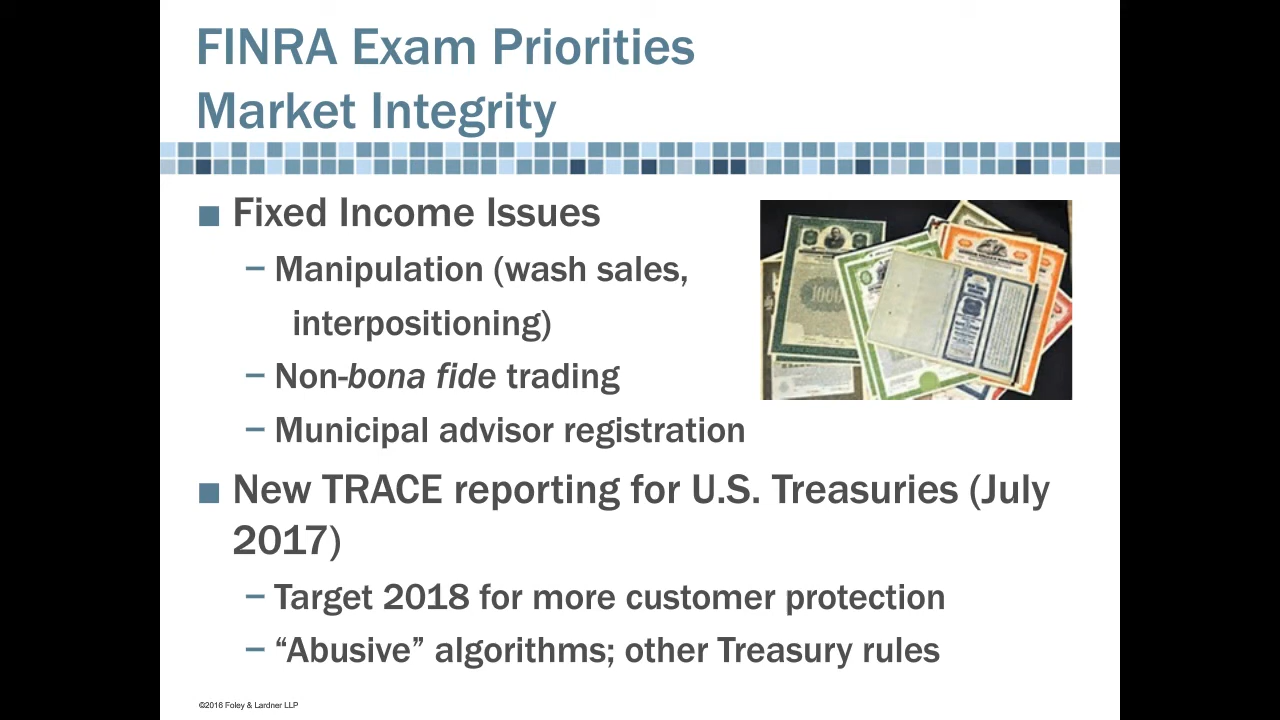 FINRA Exam Priorities
Market Integrity
■ Fixed Income Issues
– Manipulation (wash sales,
interpositioning)
– Non-bona fide trading
– Municipal advisor registration
■ New TRACE reporting for U.S. Treasuries (July
2017)
– Target 2018 for more customer protection
– “Abusive” algorithms; other Treasury rules
©2016 Foley & Lardner LLP
1000